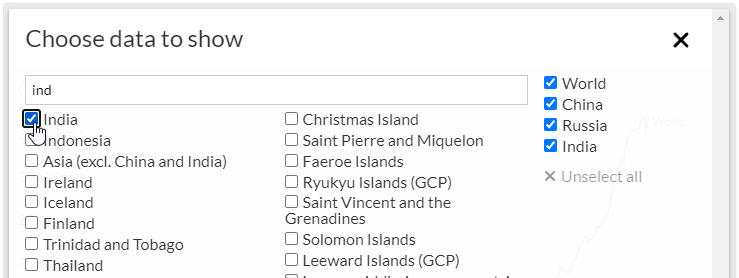 Choose data to show
ind
India
Indonesia
Asia (excl. China and India)
Ireland
Iceland
Finland
Trinidad and Tobago
Thailand
Christmas Island
Saint Pierre and Miquelon
Faeroe Islands
Ryukyu Islands (GCP)
Saint Vincent and the
Grenadines
Solomon Islands
Leeward Islands (GCP)
World
China
Russia
India
Unselect all
World